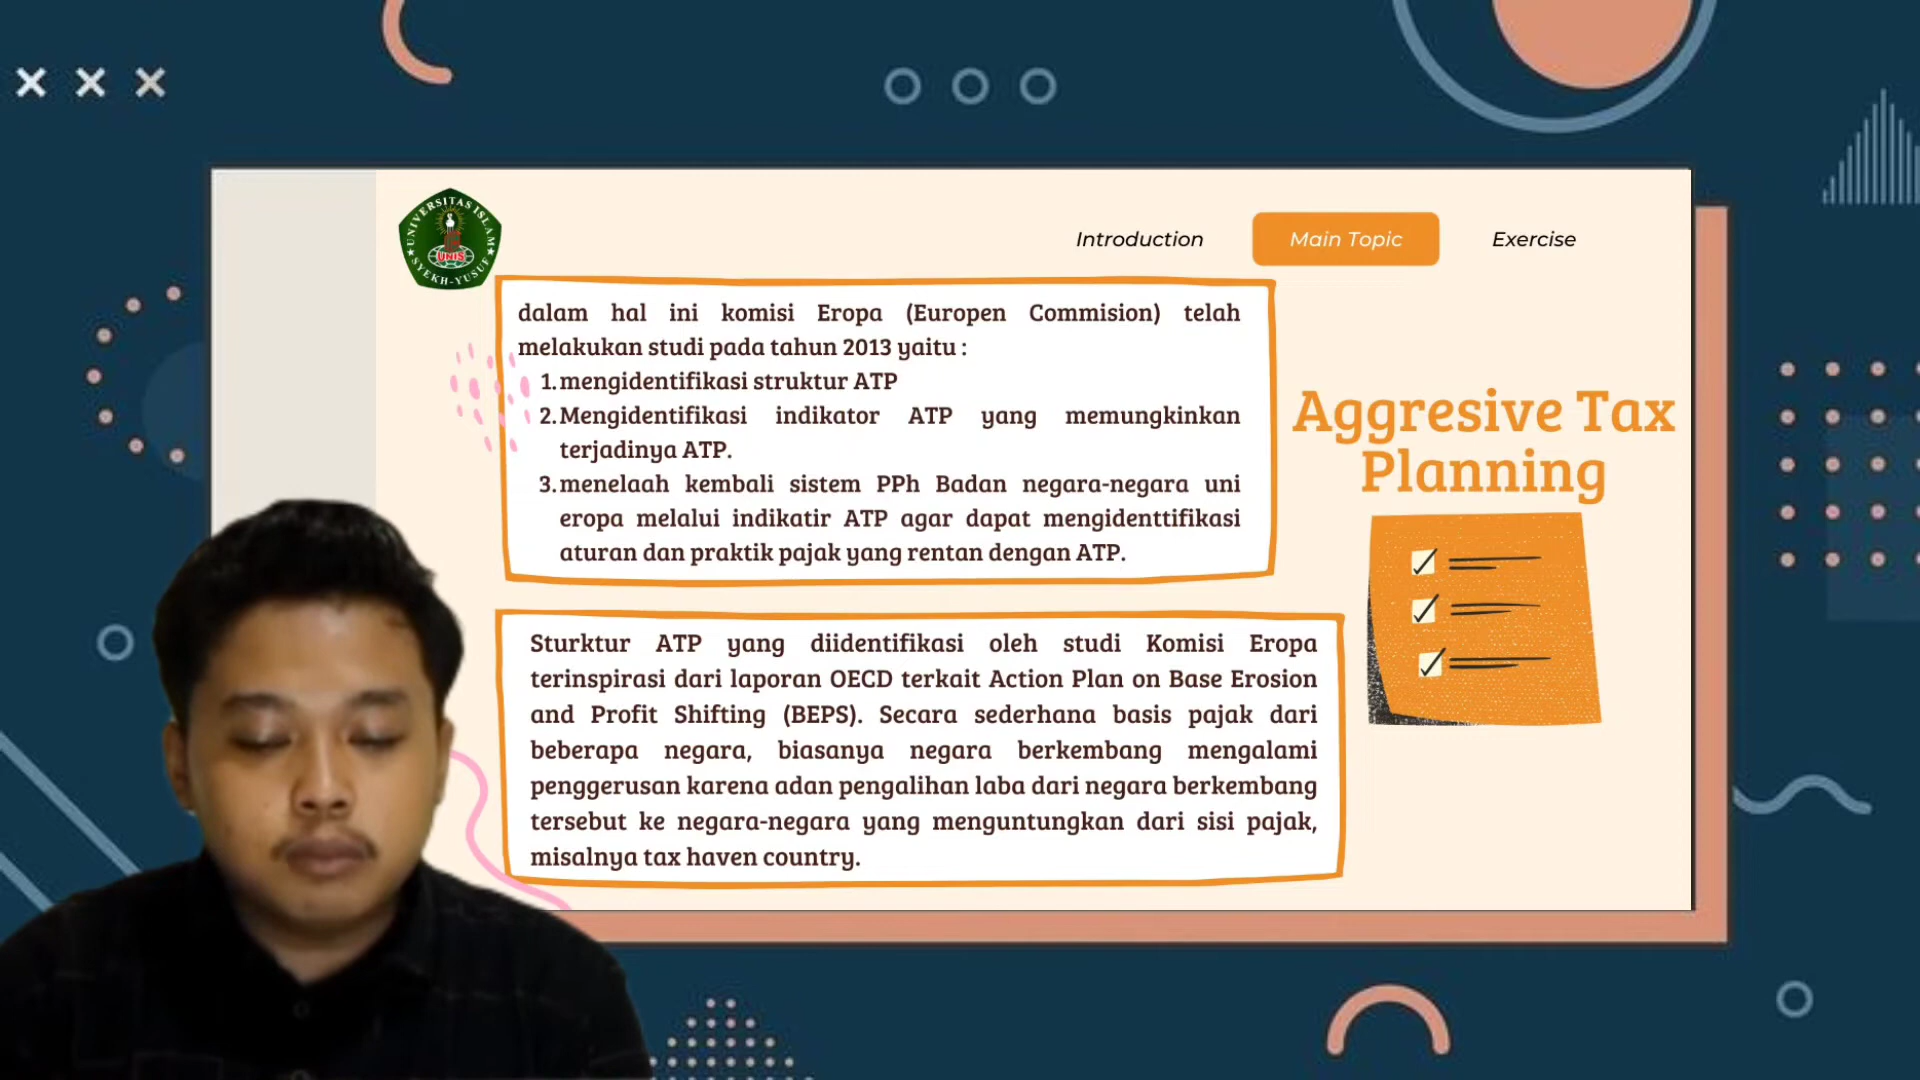 UNIVERSITAS ISLAM
UNIS
SYEKH-YUSUF
Introduction
Main Topic
Exercise
dalam hal ini komisi Eropa (Europen Commision) telah
melakukan studi pada tahun 2013 yaitu :
1. mengidentifikasi struktur ATP
2. Mengidentifikasi indikator ATP yang memungkinkan
terjadinya ATP.
3. menelaah kembali sistem PPh Badan negara-negara uni
eropa melalui indikatir ATP agar dapat mengidenttifikasi
aturan dan praktik pajak yang rentan dengan ATP.
Aggresive Tax
Planning
Sturktur ATP yang diidentifikasi oleh studi Komisi Eropa
terinspirasi dari laporan OECD terkait Action Plan on Base Erosion
and Profit Shifting (BEPS). Secara sederhana basis pajak dari
beberapa negara, biasanya negara berkembang mengalami
penggerusan karena adan pengalihan laba dari negara berkembang
tersebut ke negara-negara yang menguntungkan dari sisi pajak,
misalnya tax haven country.